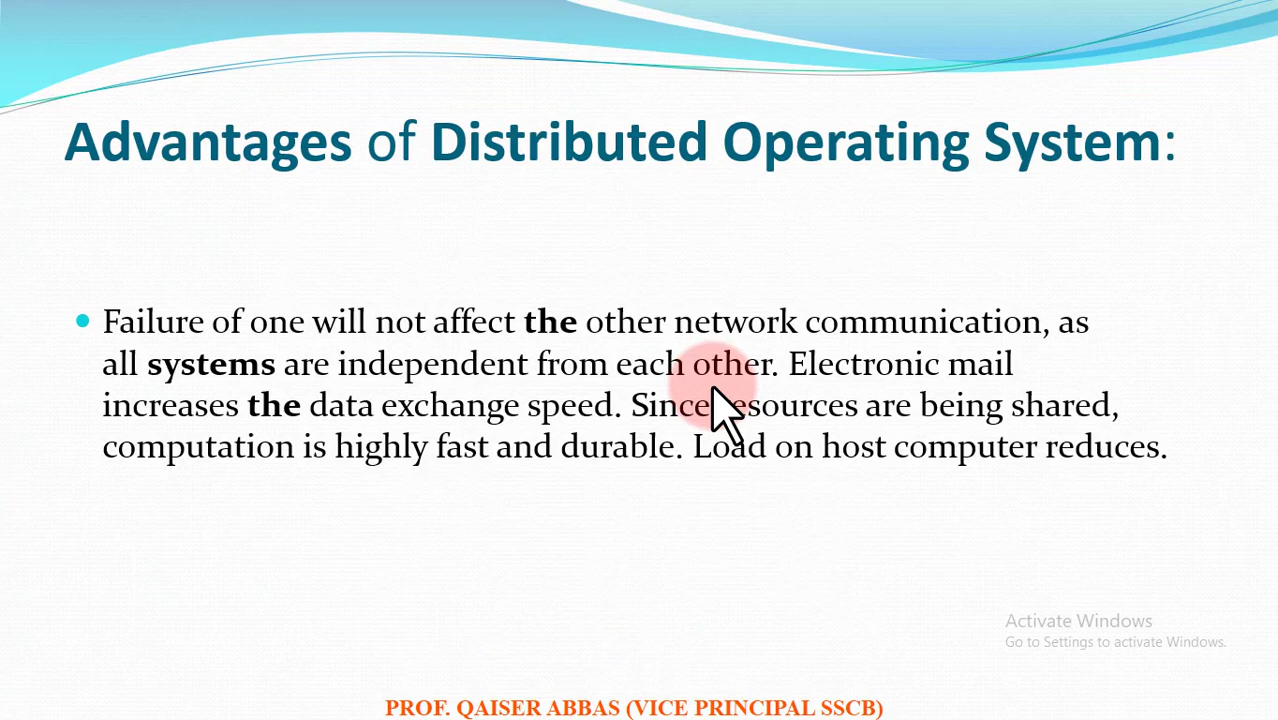 Advantages of Distributed Operating System:
Failure of one will not affect the other network communication, as
all systems are independent from each other. Electronic mail
increases the data exchange speed. Since resources are being shared,
computation is highly fast and durable. Load on host computer reduces.
Activate Windows
Go to Settings to activate Windows.
PROF. QAISER ABBAS (VICE PRINCIPAL SSCB)